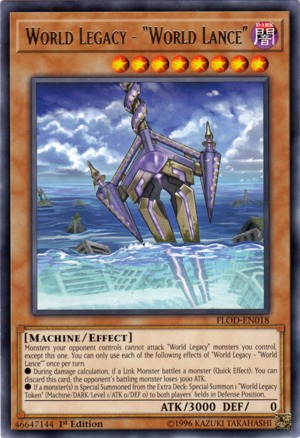 WORLD LEGACY - "WORLD LANCE"
DARK
闇
FLOD-EN018
[MACHINE/EFFECT]
Monsters your opponent controls cannot attack "World Legacy" monsters you control,
except this one. You can only use each of the following effects of "World Legacy - "World
Lance"" once per turn.
● During damage calculation, if a Link Monster battles a monster (Quick Effect): You can
discard this card; the opponent's battling monster loses 3000 ATK.
● If a monster(s) is Special Summoned from the Extra Deck: Special Summon 1 "World Legacy
Token" (Machine/DARK/Level 1/ATK 0/DEF 0) to both players' fields in Defense Position.
ATK/3000 DEF/ 0
46647144 1st Edition ©1996 KAZUKI TAKAHASHI